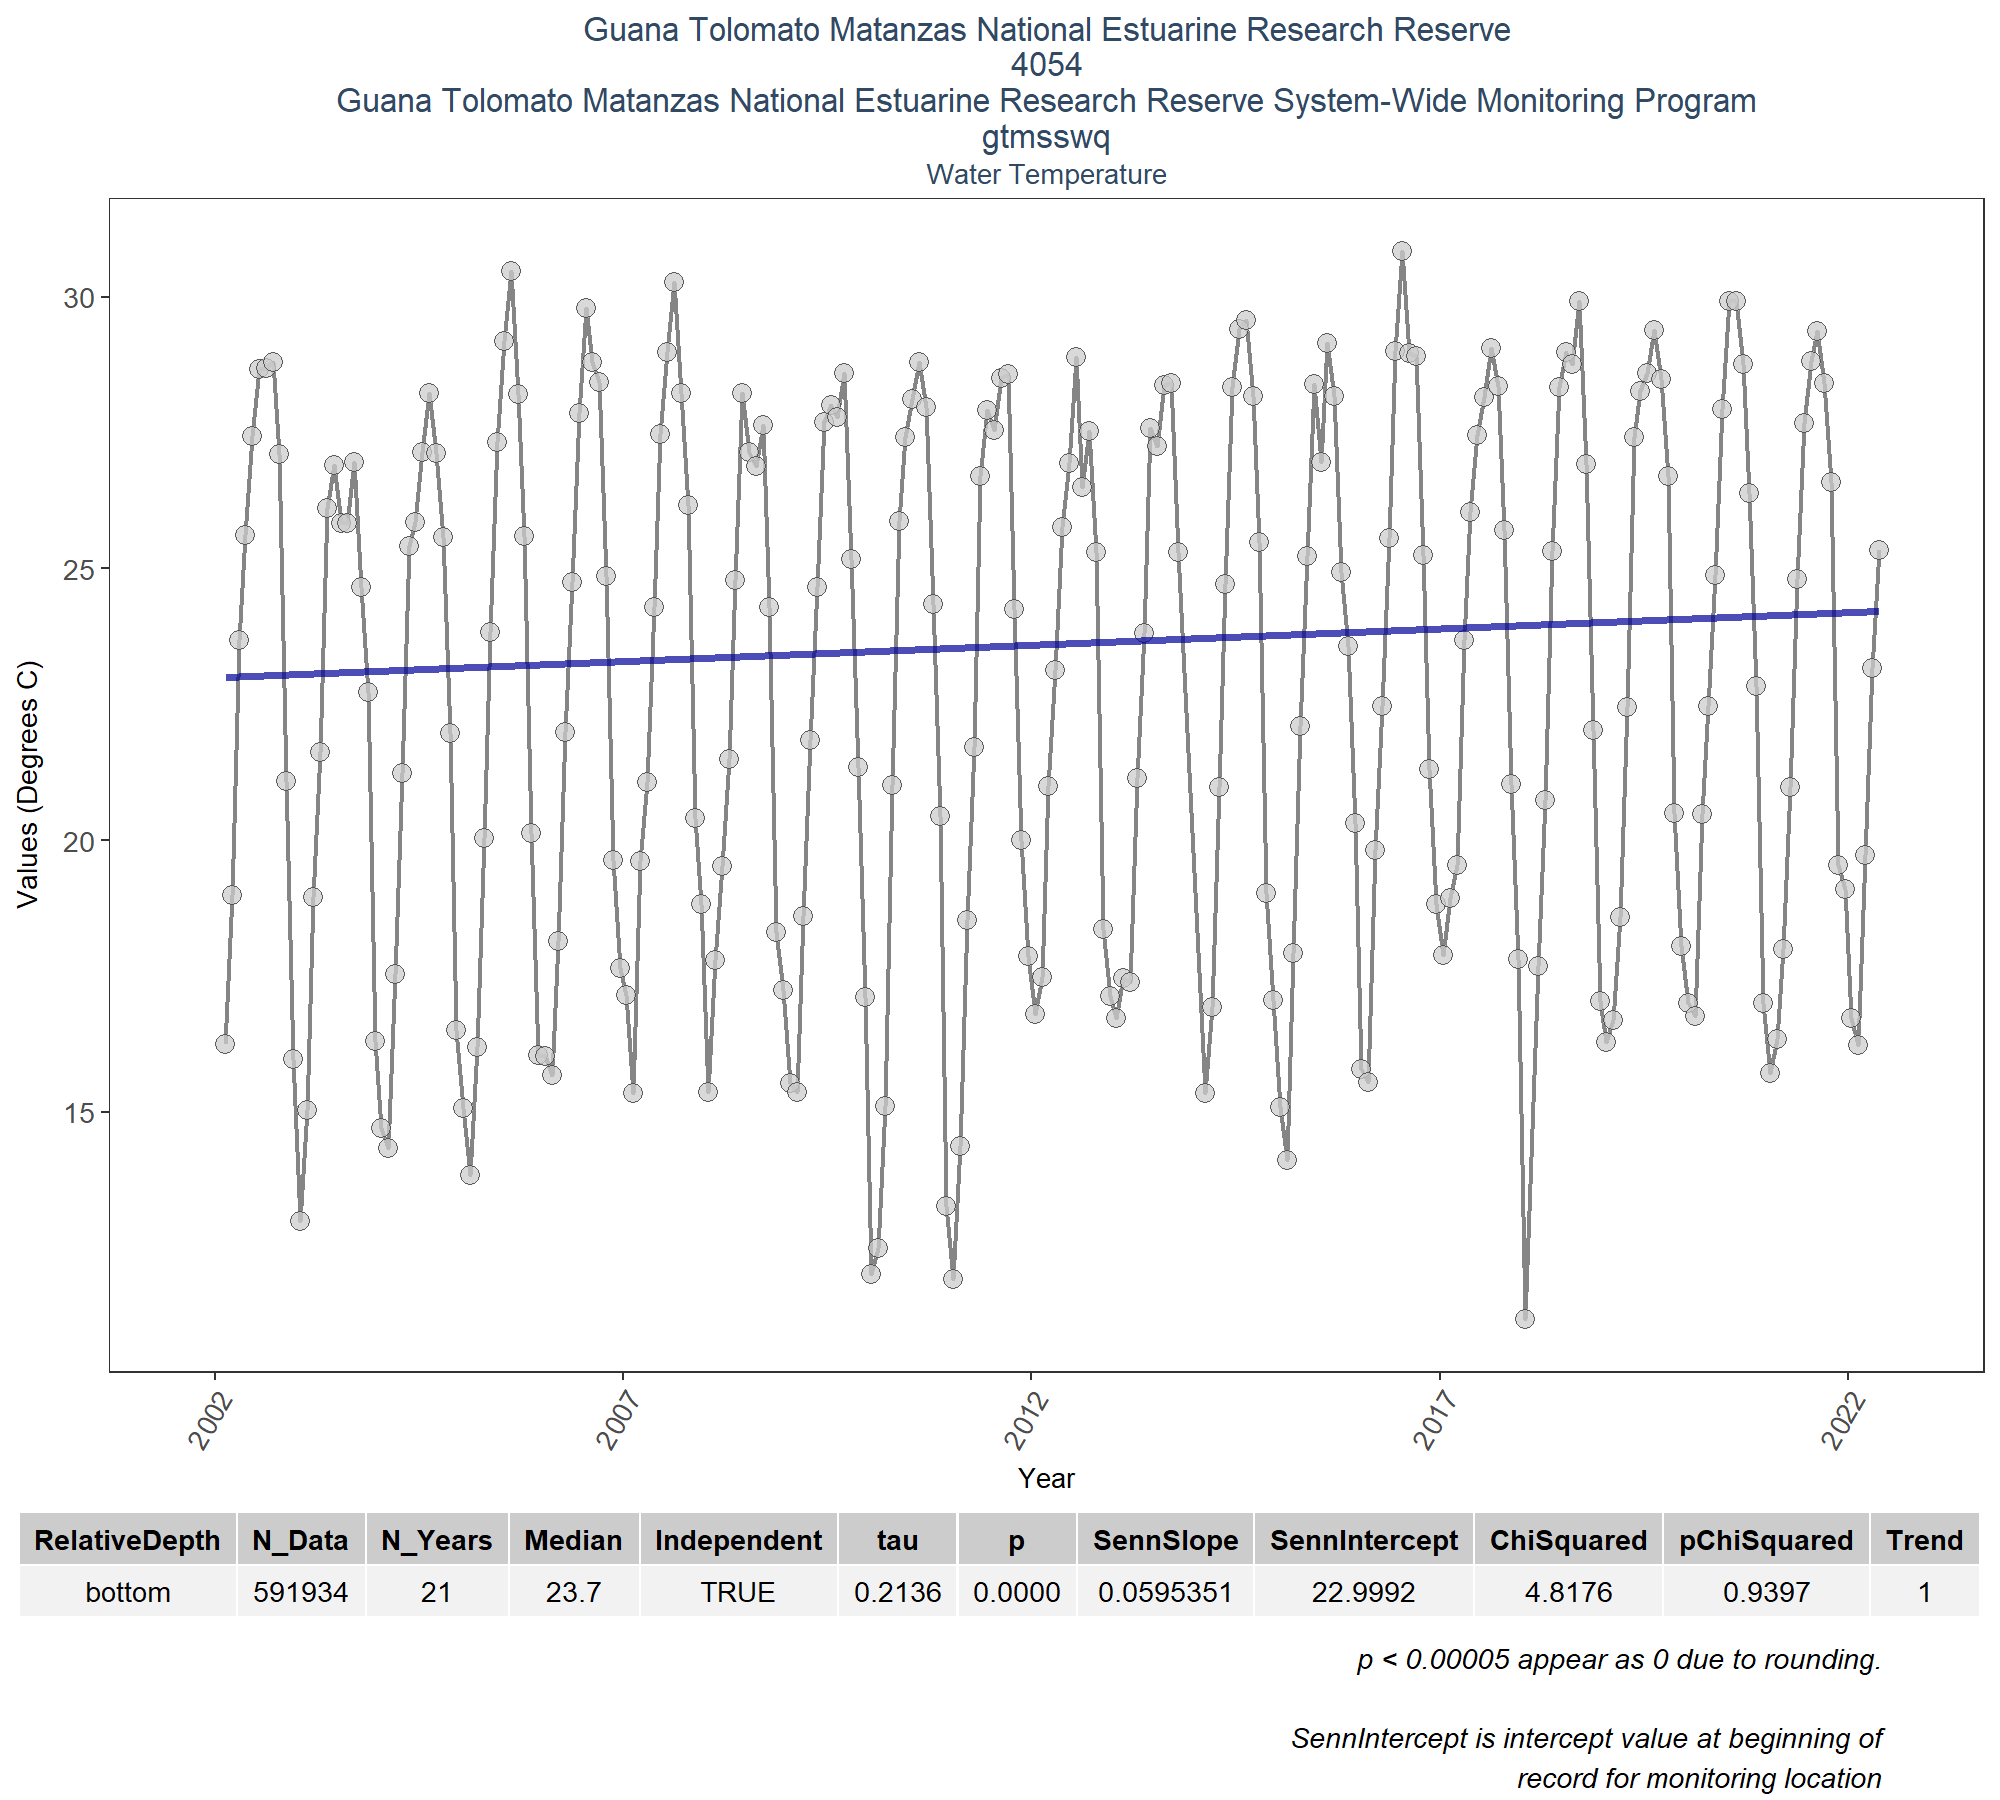 Guana Tolomato Matanzas National Estuarine Research Reserve
4054
Guana Tolomato Matanzas National Estuarine Research Reserve System-Wide Monitoring Program
gtmsswq
Water Temperature
Values (Degrees C)
30
25
20
15
2002 2007 2012 2017 2022
Year
RelativeDepth N_Data N_Years Median Independent tau p SennSlope SennIntercept ChiSquared pChiSquared Trend
bottom 591934 21 23.7 TRUE 0.2136 0.0000 0.0595351 22.9992 4.8176 0.9397 1
p < 0.00005 appear as 0 due to rounding.
SennIntercept is intercept value at beginning of
record for monitoring location